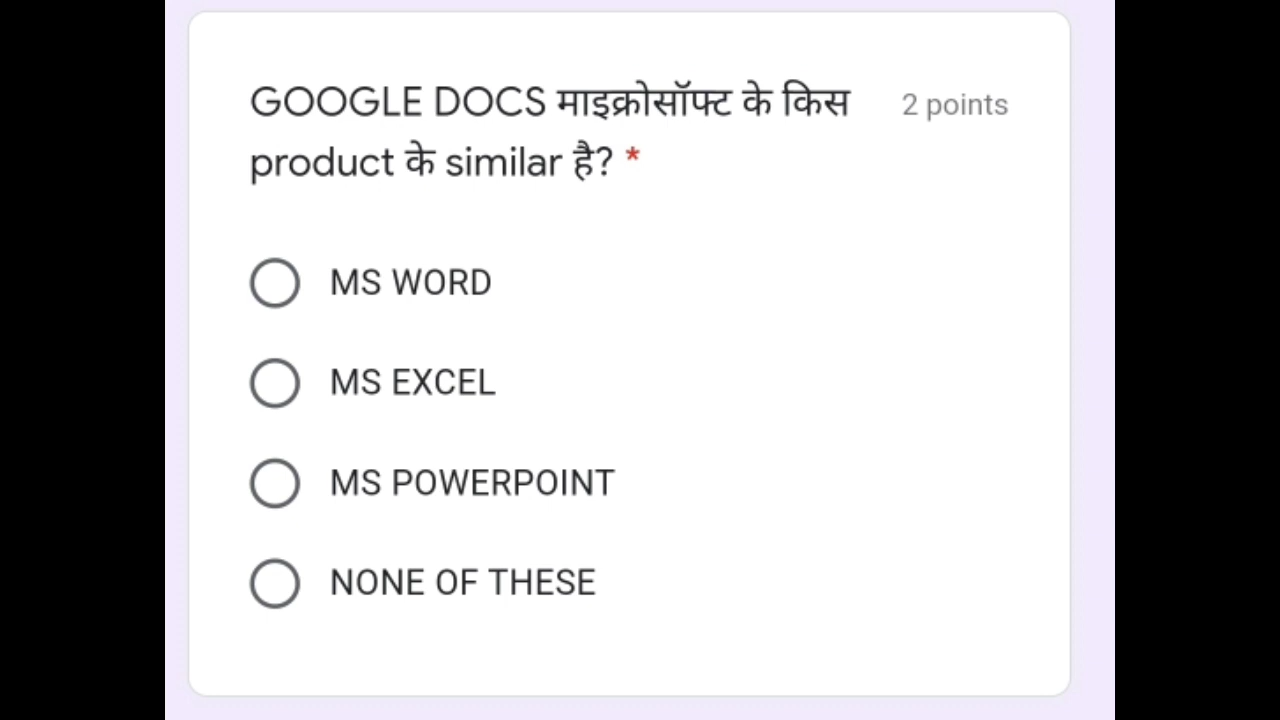 GOOGLE DOCS माइक्रोसॉफ्ट के किस 2 points
product के similar है? *
MS WORD
MS EXCEL
MS POWERPOINT
NONE OF THESE